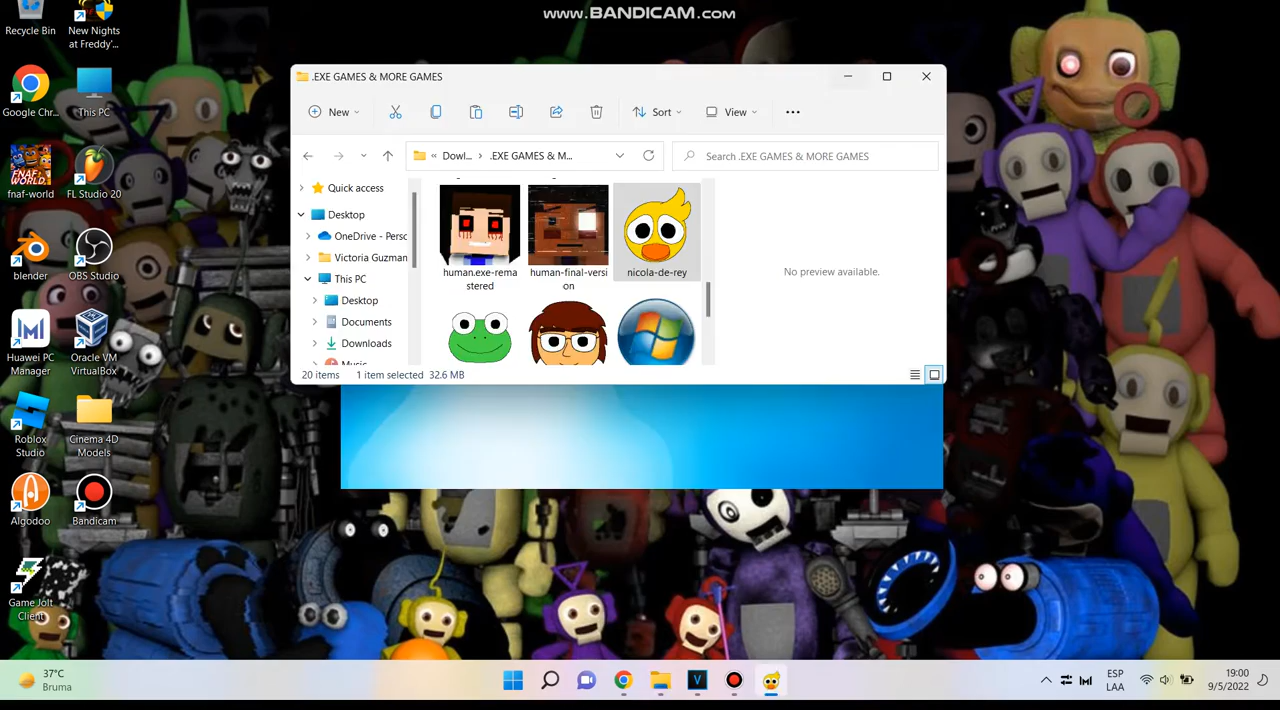 www.BANDICAM.com
Recycle Bin
New Nights
at Freddy'...
Google Chr...
This PC
fnaf-world
FL Studio 20
blender
OBS Studio
Huawei PC
Manager
Oracle VM
VirtualBox
Roblox
Studio
Cinema 4D
Models
Algodoo
Bandicam
Game Jolt
Client
.EXE GAMES & MORE GAMES
New
Sort
View
« Dowl... › .EXE GAMES & M...
Search .EXE GAMES & MORE GAMES
Quick access
Desktop
OneDrive - Perso
Victoria Guzman
This PC
Desktop
Documents
Downloads
Music
human.exe-rema
stered
human-final-versi
on
nicola-de-rey
No preview available.
20 items
1 item selected
32.6 MB
37°C
Bruma
ESP
LAA
19:00
9/5/2022